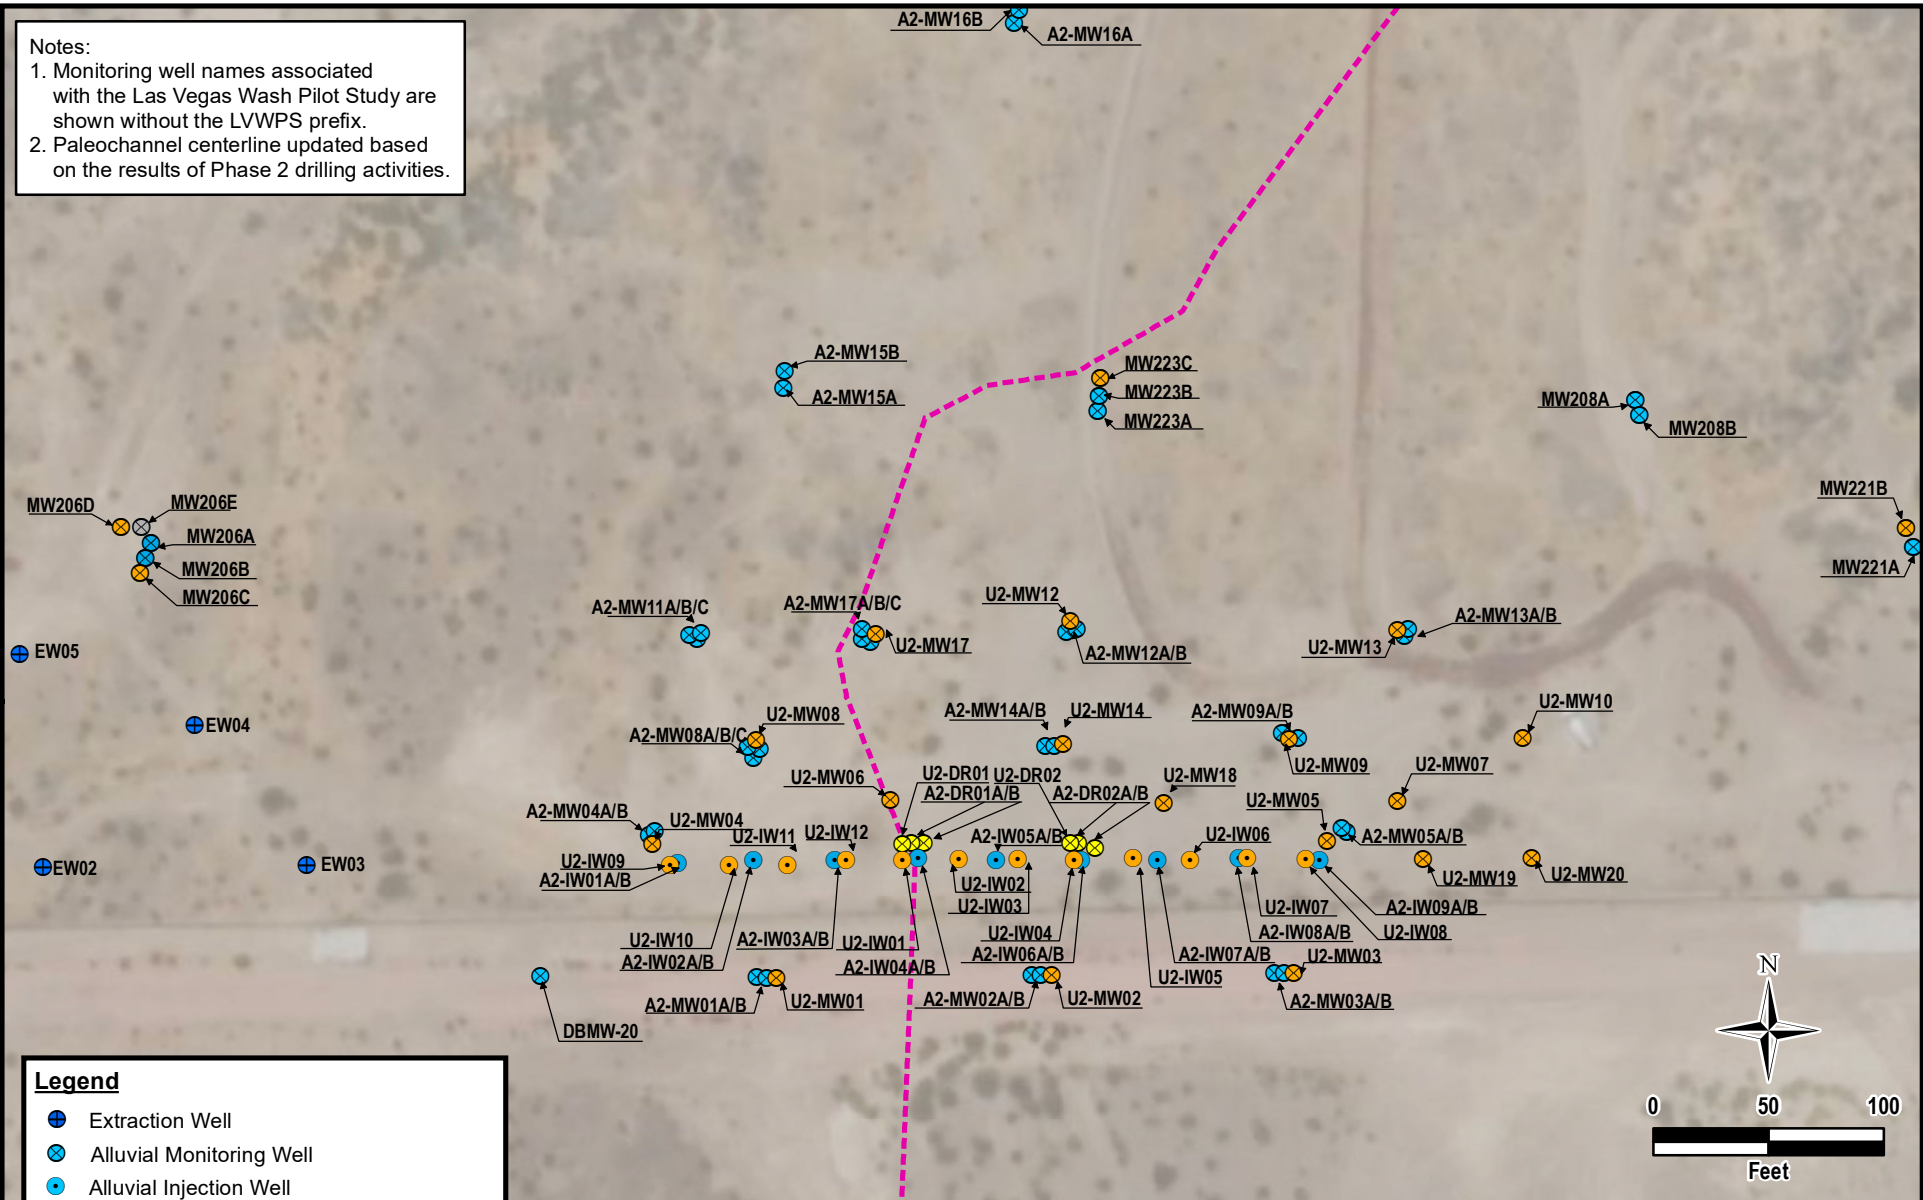 A2-MW16B
A2-MW16A
Notes:
1. Monitoring well names associated
with the Las Vegas Wash Pilot Study are
shown without the LVWPS prefix.
2. Paleochannel centerline updated based
on the results of Phase 2 drilling activities.
A2-MW15B
A2-MW15A
MW223C
MW223B
MW223A
MW208A
MW208B
MW221B
MW221A
MW206D
MW206E
MW206A
MW206B
MW206C
A2-MW11A/B/C
A2-MW17A/B/C
U2-MW17
U2-MW12
A2-MW12A/B
A2-MW13A/B
U2-MW13
EW05
EW04
U2-MW08
A2-MW08A/B/C
A2-MW14A/B
U2-MW14
A2-MW09A/B
U2-MW09
U2-MW10
U2-MW07
U2-MW06
U2-DR01
U2-DR02
A2-DR01A/B
A2-DR02A/B
U2-MW18
U2-MW05
A2-MW05A/B
A2-MW04A/B
U2-MW04
U2-IW11
U2-IW12
A2-IW05A/B
U2-IW06
EW02
EW03
U2-IW09
A2-IW01A/B
U2-IW02
U2-IW03
U2-MW19
U2-MW20
U2-IW07
A2-IW09A/B
U2-IW10
A2-IW02A/B
A2-IW03A/B
U2-IW01
A2-IW04A/B
U2-IW04
A2-IW06A/B
A2-IW08A/B
U2-IW08
A2-IW07A/B
U2-IW05
U2-MW03
A2-MW03A/B
A2-MW01A/B
U2-MW01
A2-MW02A/B
U2-MW02
DBMW-20
N
0 50 100
Feet
Legend
Extraction Well
Alluvial Monitoring Well
Alluvial Injection Well